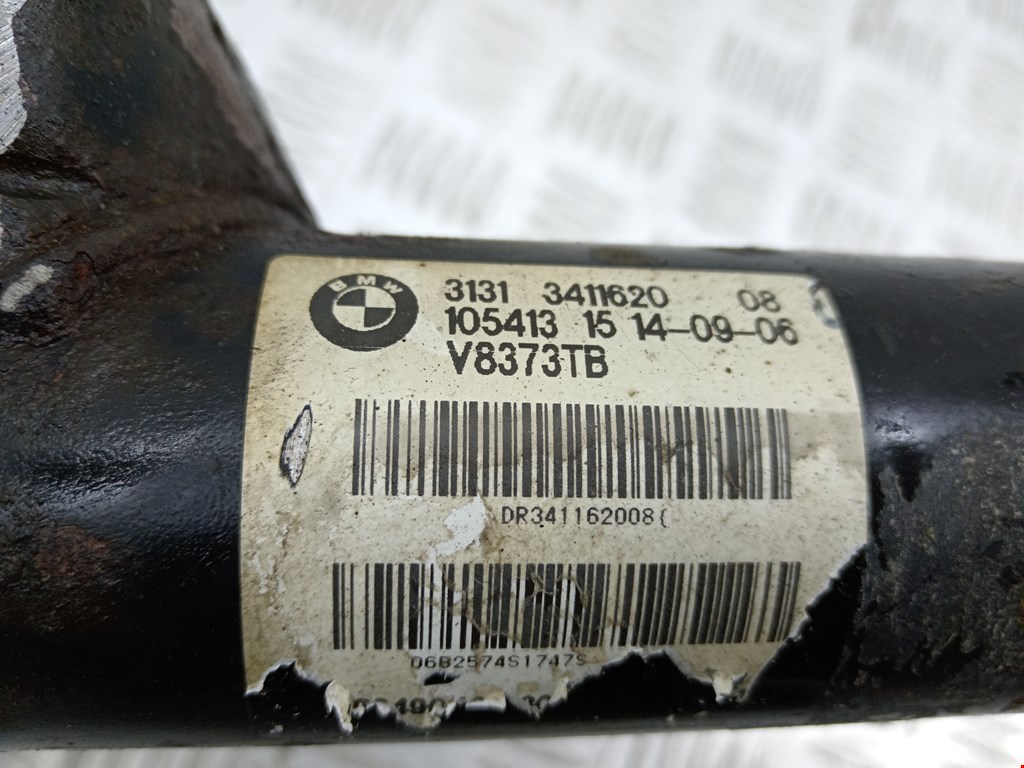 BMW
3131 3411620 08
105413 15 14-09-06
V8373TB
DR341162008(
06B2574S1747S